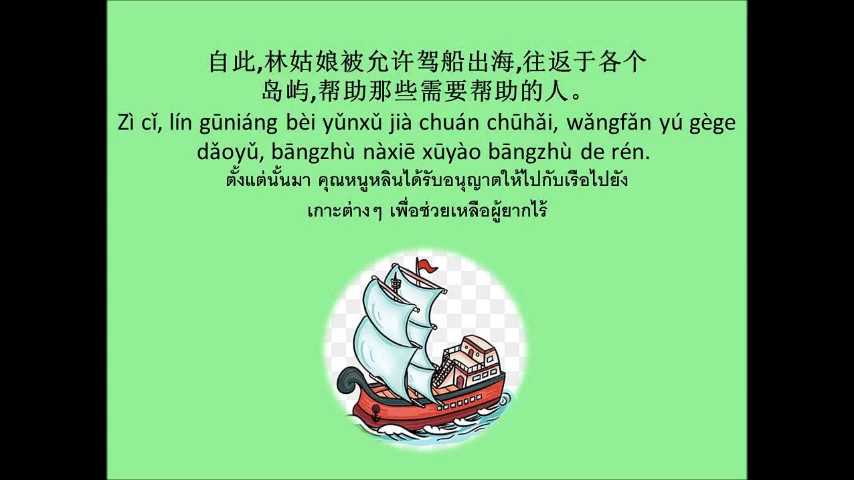 自此,林姑娘被允许驾船出海,往返于各个
岛屿,帮助那些需要帮助的人。
Zì cǐ, lín gūniáng bèi yǔnxǔ jià chuán chūhǎi, wǎngfǎn yú gège
dǎoyǔ, bāngzhù nàxiē xūyào bāngzhù de rén.
ตั้งแต่นั้นมา คุณหนูหลินได้รับอนุญาตให้ไปกับเรือไปยัง
เกาะต่างๆ เพื่อช่วยเหลือผู้ยากไร้